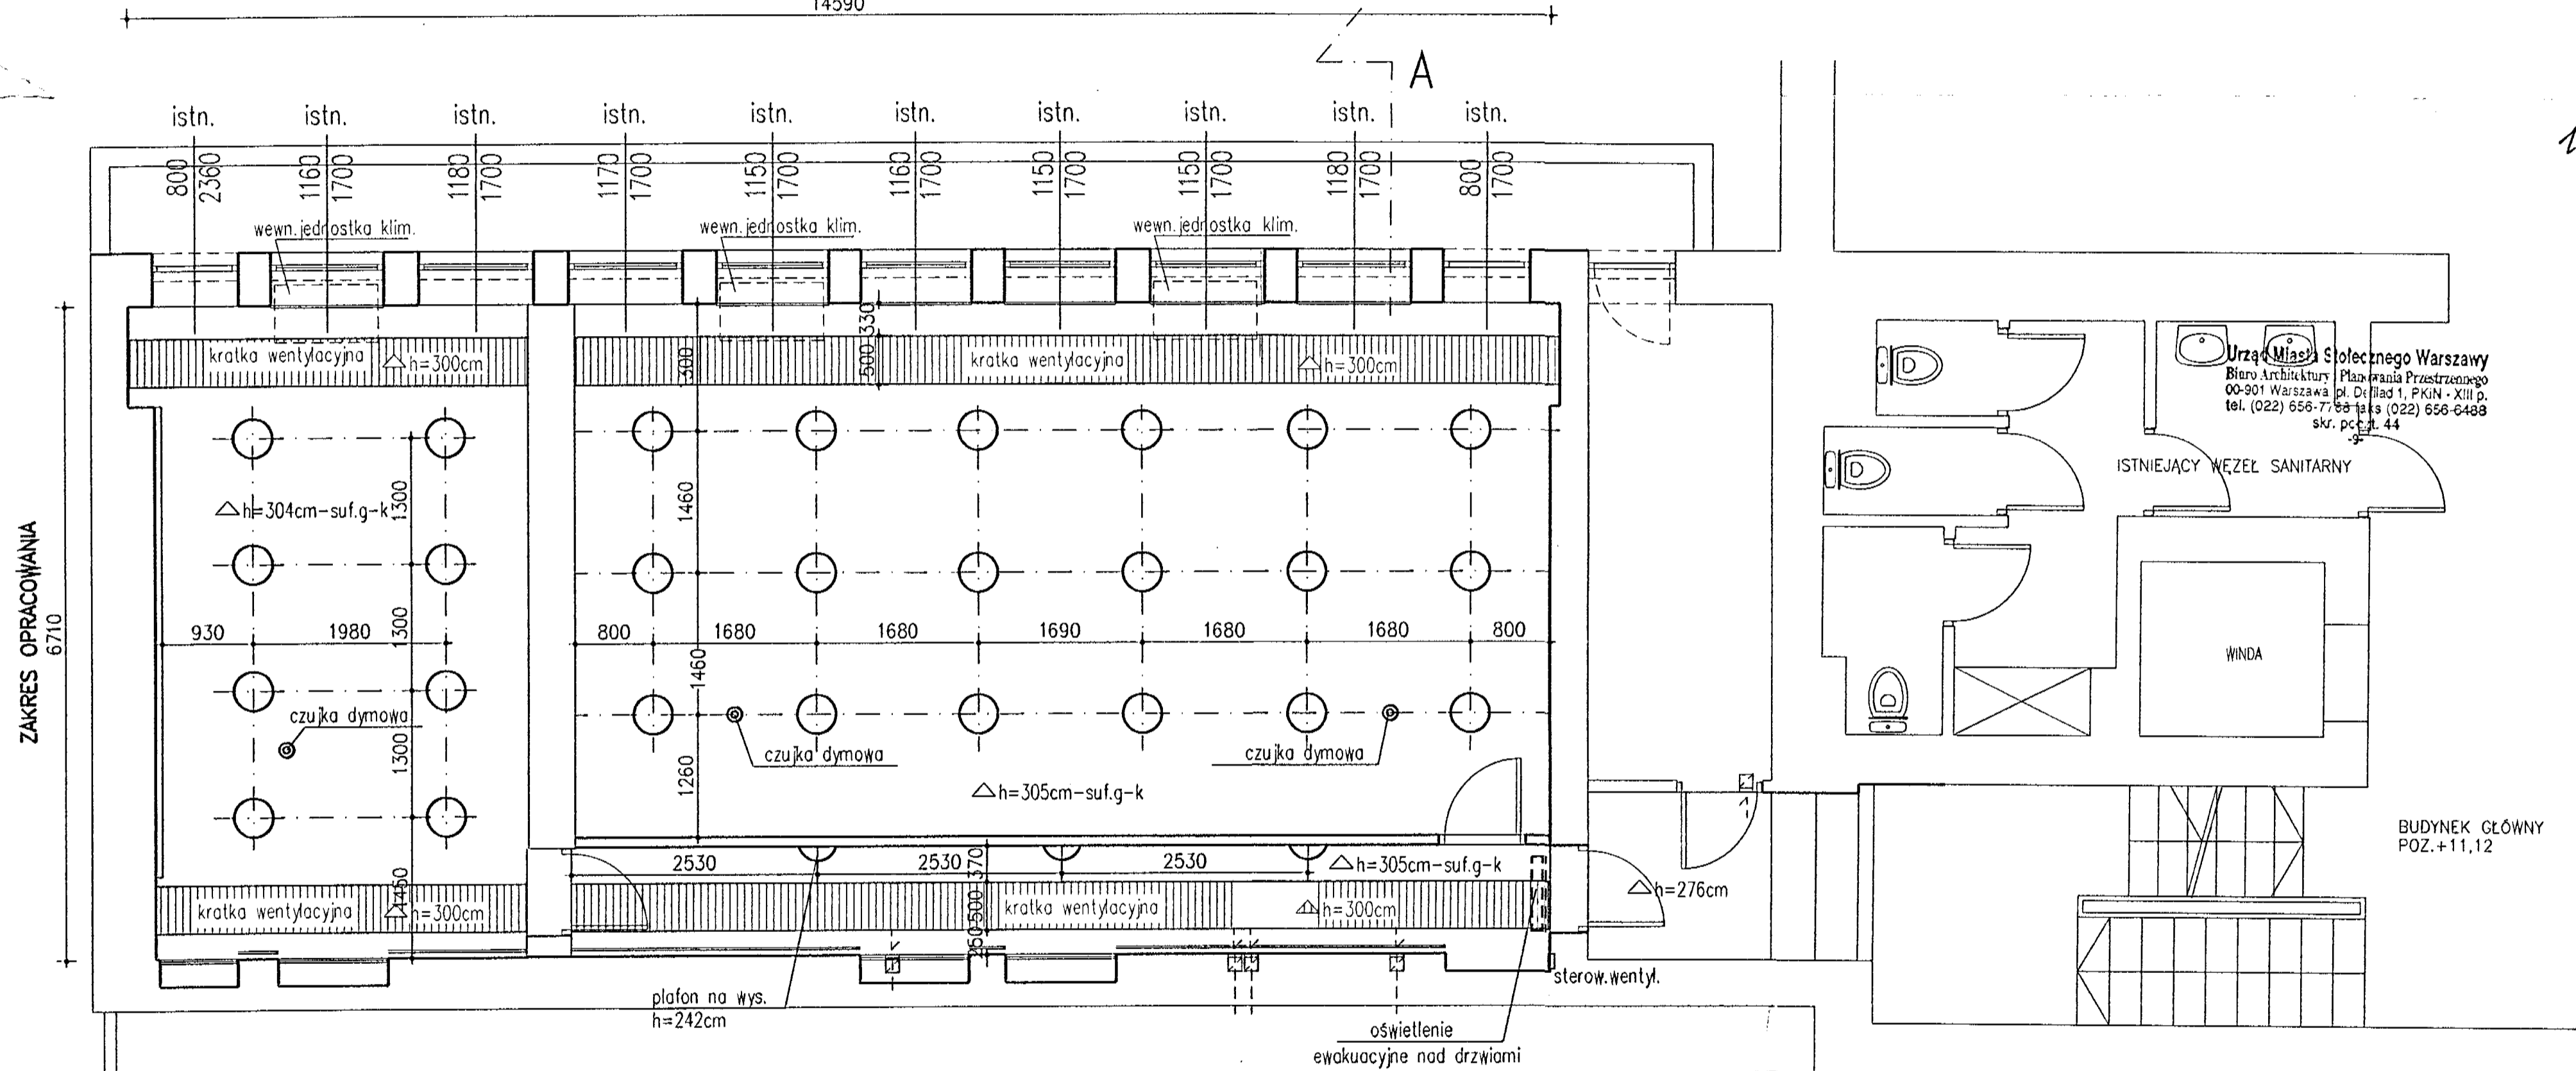 14590
A
istn. istn. istn. istn. istn. istn. istn. istn. istn. istn.
800 1160 1180 1170 1150 1160 1150 1150 1180 800
2360 1700 1700 1700 1700 1700 1700 1700 1700 1700
wewn.jednostka klim. wewn.jednostka klim. wewn.jednostka klim.
330
kratka wentylacyjna h=300cm 1300 500 kratka wentylacyjna h=300cm
Urząd Miasta Stołecznego Warszawy
Biuro Architektury i Planowania Przestrzennego
00-901 Warszawa pl. Defilad 1, PKiN - XIII p.
tel. (022) 656-7788 faks (022) 656-6488
skr. poczt. 44
-9-
ISTNIEJĄCY WĘZEŁ SANITARNY
h=304cm-suf.g-k 1300 1460
ZAKRES OPRACOWANIA
6710
930 1980 1300 800 1680 1680 1690 1680 1680 800
1460
WINDA
czujka dymowa
1300 czujka dymowa czujka dymowa
1260
h=305cm-suf.g-k
BUDYNEK GŁÓWNY
POZ.+11,12
2530 2530 370 2530 h=305cm-suf.g-k
1460 h=276cm
kratka wentylacyjna h=300cm 500 kratka wentylacyjna h=300cm
260
sterow.wentyl.
plafon na wys.
h=242cm
oświetlenie
ewakuacyjne nad drzwiami